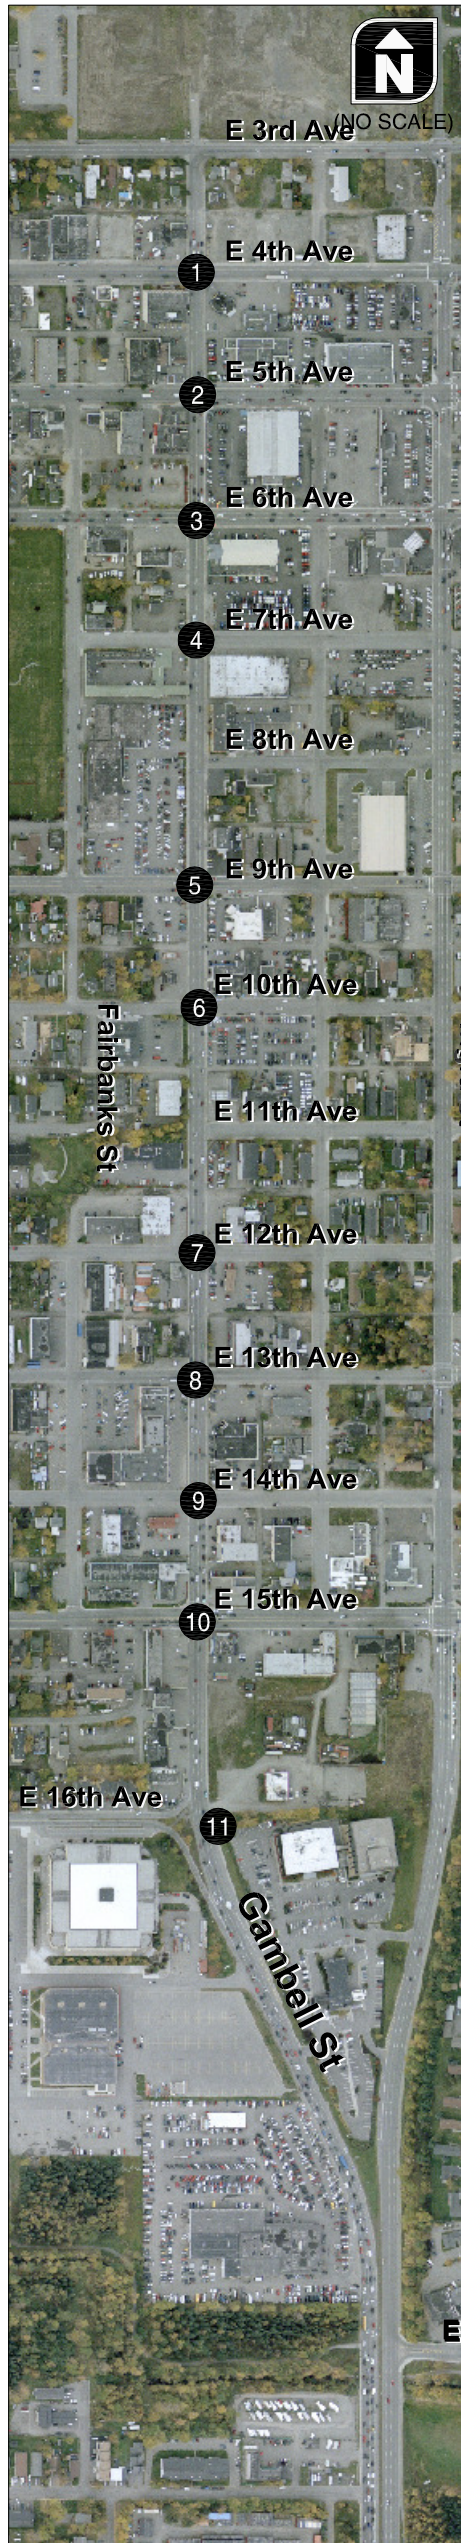 N
(NO SCALE)
E 3rd Ave
E 4th Ave
1
E 5th Ave
2
E 6th Ave
3
E 7th Ave
4
E 8th Ave
E 9th Ave
5
E 10th Ave
6
Fairbanks St
E 11th Ave
E 12th Ave
7
E 13th Ave
8
E 14th Ave
9
E 15th Ave
10
E 16th Ave
11
Gambell St
E